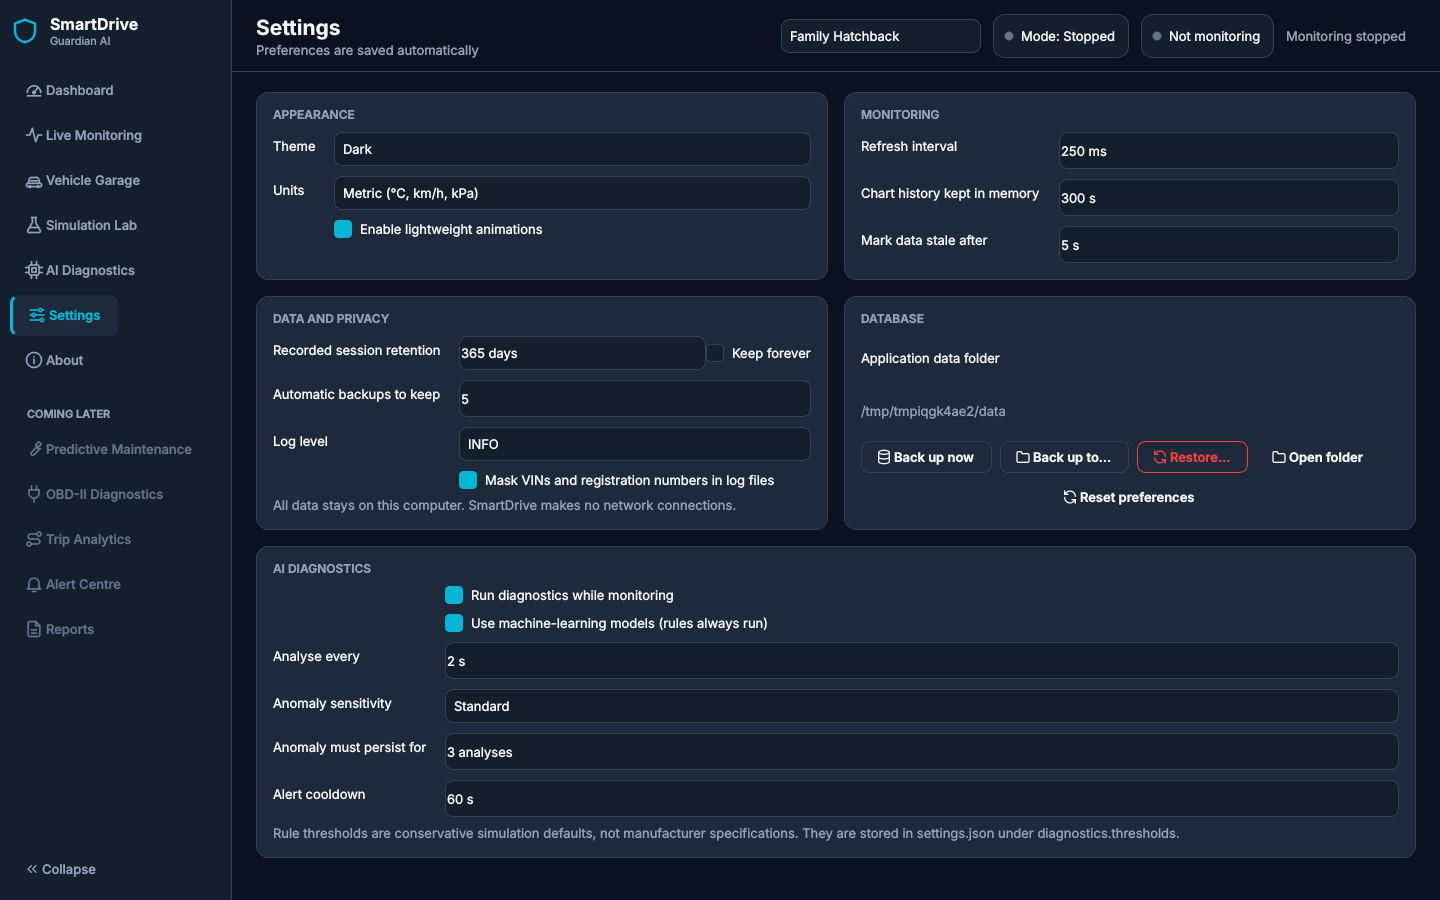 SmartDrive
Guardian AI
Dashboard
Live Monitoring
Vehicle Garage
Simulation Lab
AI Diagnostics
Settings
About
COMING LATER
Predictive Maintenance
OBD-II Diagnostics
Trip Analytics
Alert Centre
Reports
Collapse
Settings
Preferences are saved automatically
Family Hatchback
Mode: Stopped
Not monitoring
Monitoring stopped
APPEARANCE
Theme
Dark
Units
Metric (°C, km/h, kPa)
Enable lightweight animations
MONITORING
Refresh interval
250 ms
Chart history kept in memory
300 s
Mark data stale after
5 s
DATA AND PRIVACY
Recorded session retention
365 days
Keep forever
Automatic backups to keep
5
Log level
INFO
Mask VINs and registration numbers in log files
All data stays on this computer. SmartDrive makes no network connections.
DATABASE
Application data folder
/tmp/tmpiqgk4ae2/data
Back up now
Back up to...
Restore...
Open folder
Reset preferences
AI DIAGNOSTICS
Run diagnostics while monitoring
Use machine-learning models (rules always run)
Analyse every
2 s
Anomaly sensitivity
Standard
Anomaly must persist for
3 analyses
Alert cooldown
60 s
Rule thresholds are conservative simulation defaults, not manufacturer specifications. They are stored in settings.json under diagnostics.thresholds.